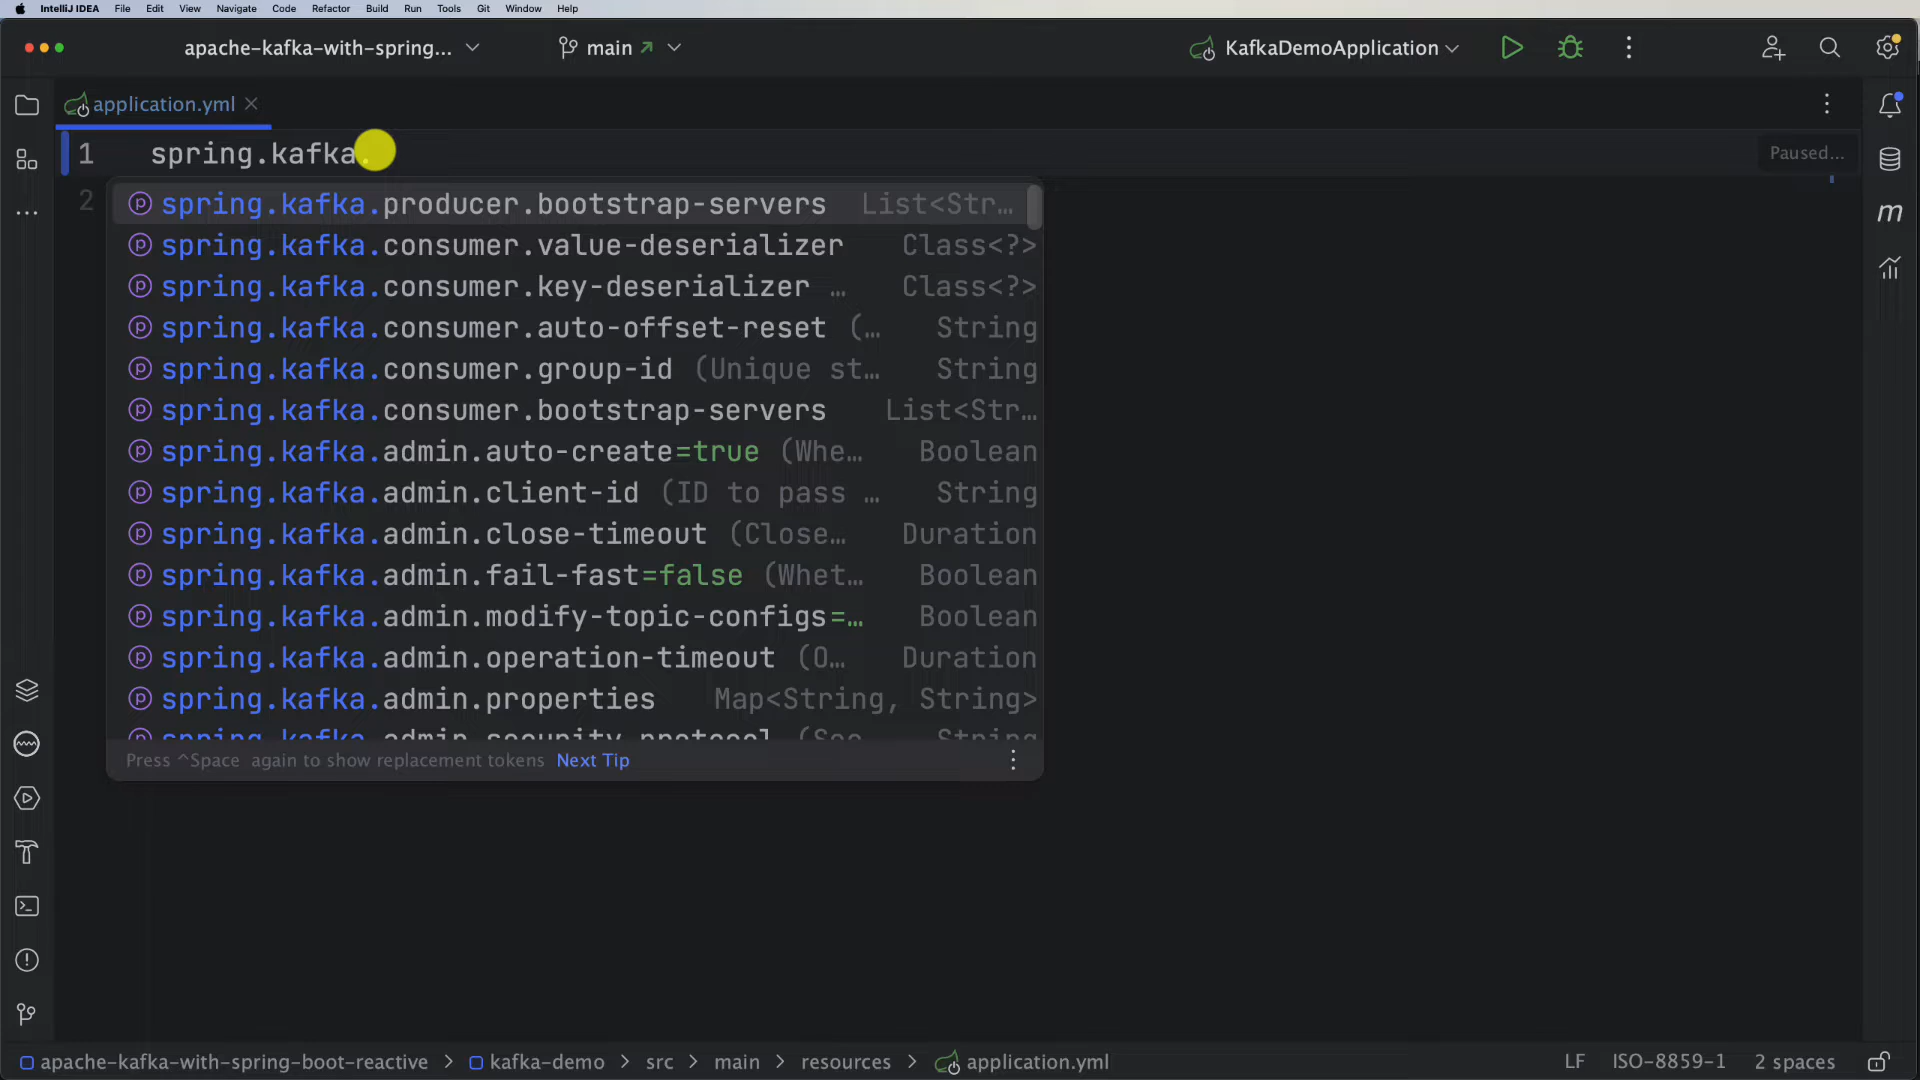 IntelliJ IDEA File Edit View Navigate Code Refactor Build Run Tools Git Window Help
apache-kafka-with-spring... main KafkaDemoApplication
application.yml
1 spring.kafka.
Paused...
2
spring.kafka.producer.bootstrap-servers List<Str...
spring.kafka.consumer.value-deserializer Class<?>
spring.kafka.consumer.key-deserializer ... Class<?>
spring.kafka.consumer.auto-offset-reset (... String
spring.kafka.consumer.group-id (Unique st... String
spring.kafka.consumer.bootstrap-servers List<Str...
spring.kafka.admin.auto-create=true (Whe... Boolean
spring.kafka.admin.client-id (ID to pass ... String
spring.kafka.admin.close-timeout (Close... Duration
spring.kafka.admin.fail-fast=false (Whet... Boolean
spring.kafka.admin.modify-topic-configs=... Boolean
spring.kafka.admin.operation-timeout (O... Duration
spring.kafka.admin.properties Map<String, String>
spring.kafka.admin.security.protocol (Sec... String
Press ^Space again to show replacement tokens Next Tip
apache-kafka-with-spring-boot-reactive > kafka-demo > src > main > resources > application.yml LF ISO-8859-1 2 spaces